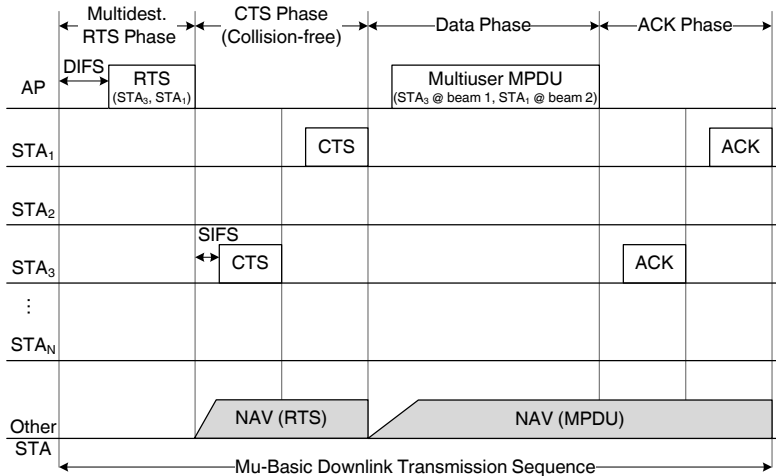 Multidest.
RTS Phase
CTS Phase
(Collision-free)
Data Phase
ACK Phase
DIFS
AP
RTS
(STA₃, STA₁)
Multiuser MPDU
(STA₃ @ beam 1, STA₁ @ beam 2)
STA₁
CTS
ACK
STA₂
SIFS
STA₃
CTS
ACK
⋮
STA_N
Other
STA
NAV (RTS)
NAV (MPDU)
Mu-Basic Downlink Transmission Sequence